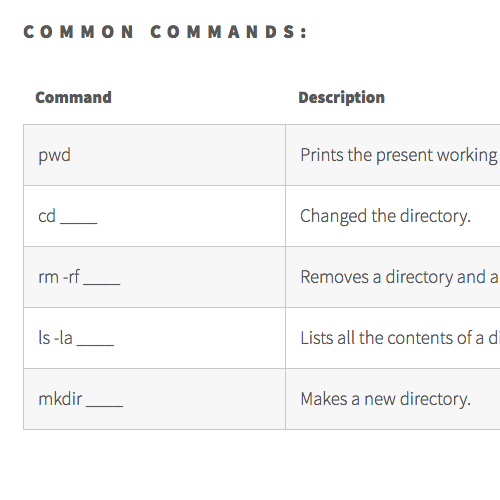 COMMON COMMANDS:
Command Description
pwd Prints the present working
cd ____ Changed the directory.
rm -rf ____ Removes a directory and a
ls -la ____ Lists all the contents of a di
mkdir ____ Makes a new directory.